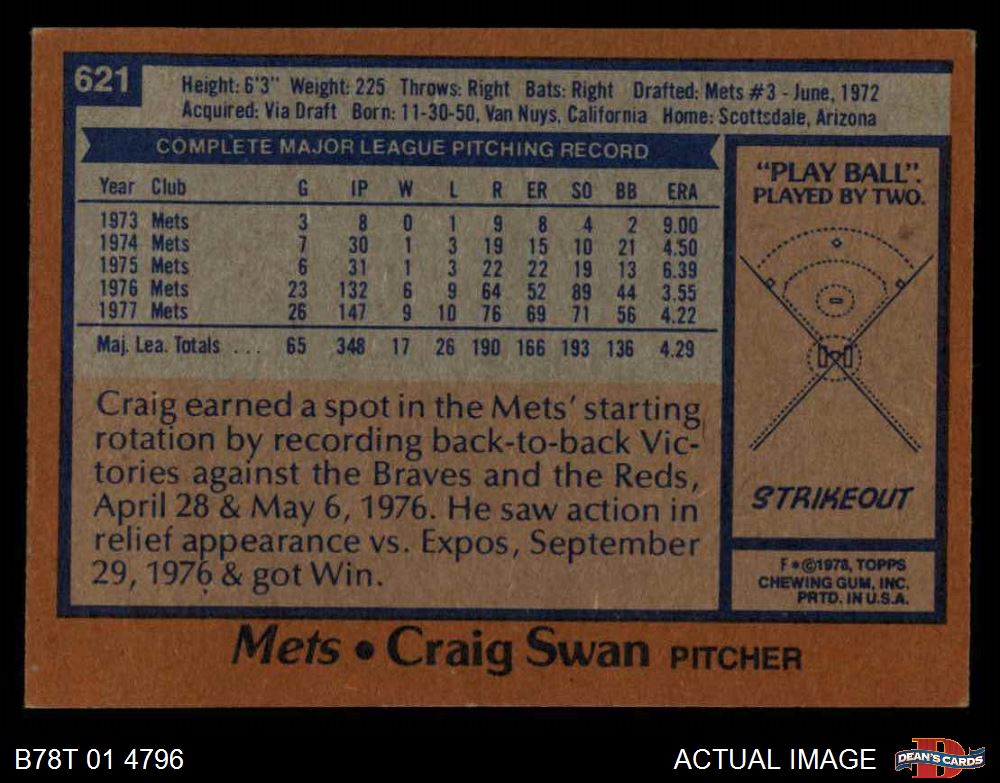 621
Height: 6'3" Weight: 225 Throws: Right Bats: Right Drafted: Mets #3 - June, 1972
Acquired: Via Draft Born: 11-30-50, Van Nuys, California Home: Scottsdale, Arizona
COMPLETE MAJOR LEAGUE PITCHING RECORD
Year Club G IP W L R ER SO BB ERA
1973 Mets 3 8 0 1 9 8 4 2 9.00
1974 Mets 7 30 1 3 19 15 10 21 4.50
1975 Mets 6 31 1 3 22 22 19 13 6.39
1976 Mets 23 132 6 9 64 52 89 44 3.55
1977 Mets 26 147 9 10 76 69 71 56 4.22
Maj. Lea. Totals ... 65 348 17 26 190 166 193 136 4.29
Craig earned a spot in the Mets' starting
rotation by recording back-to-back Vic-
tories against the Braves and the Reds,
April 28 & May 6, 1976. He saw action in
relief appearance vs. Expos, September
29, 1976 & got Win.
"PLAY BALL".
PLAYED BY TWO.
STRIKEOUT
F*©1978, TOPPS
CHEWING GUM, INC.
PRTD. IN U.S.A.
Mets • Craig Swan PITCHER
B78T 01 4796
ACTUAL IMAGE
D
DEAN'S CARDS